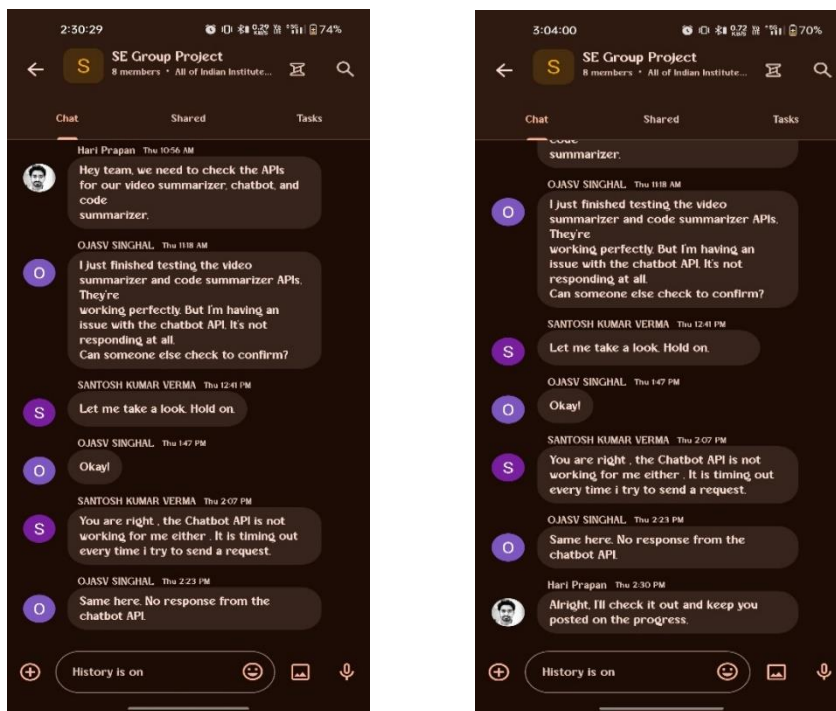 2:30:29
0.29 KB/S
74%
SE Group Project
S
8 members • All of Indian Institute...
Chat Shared Tasks
Hari Prapan Thu 10:56 AM
Hey team, we need to check the APIs
for our video summarizer, chatbot, and
code
summarizer.
OJASV SINGHAL Thu 11:18 AM
O
I just finished testing the video
summarizer and code summarizer APIs.
They're
working perfectly. But I'm having an
issue with the chatbot API. It's not
responding at all.
Can someone else check to confirm?
SANTOSH KUMAR VERMA Thu 12:41 PM
S
Let me take a look. Hold on.
OJASV SINGHAL Thu 1:47 PM
O
Okay!
SANTOSH KUMAR VERMA Thu 2:07 PM
S
You are right , the Chatbot API is not
working for me either . It is timing out
every time i try to send a request.
OJASV SINGHAL Thu 2:23 PM
O
Same here. No response from the
chatbot API.
History is on
3:04:00
0.72 KB/S
70%
SE Group Project
S
8 members • All of Indian Institute...
Chat Shared Tasks
code
summarizer.
OJASV SINGHAL Thu 11:18 AM
O
I just finished testing the video
summarizer and code summarizer APIs.
They're
working perfectly. But I'm having an
issue with the chatbot API. It's not
responding at all.
Can someone else check to confirm?
SANTOSH KUMAR VERMA Thu 12:41 PM
S
Let me take a look. Hold on.
OJASV SINGHAL Thu 1:47 PM
O
Okay!
SANTOSH KUMAR VERMA Thu 2:07 PM
S
You are right , the Chatbot API is not
working for me either . It is timing out
every time i try to send a request.
OJASV SINGHAL Thu 2:23 PM
O
Same here. No response from the
chatbot API.
Hari Prapan Thu 2:30 PM
Alright, I'll check it out and keep you
posted on the progress.
History is on